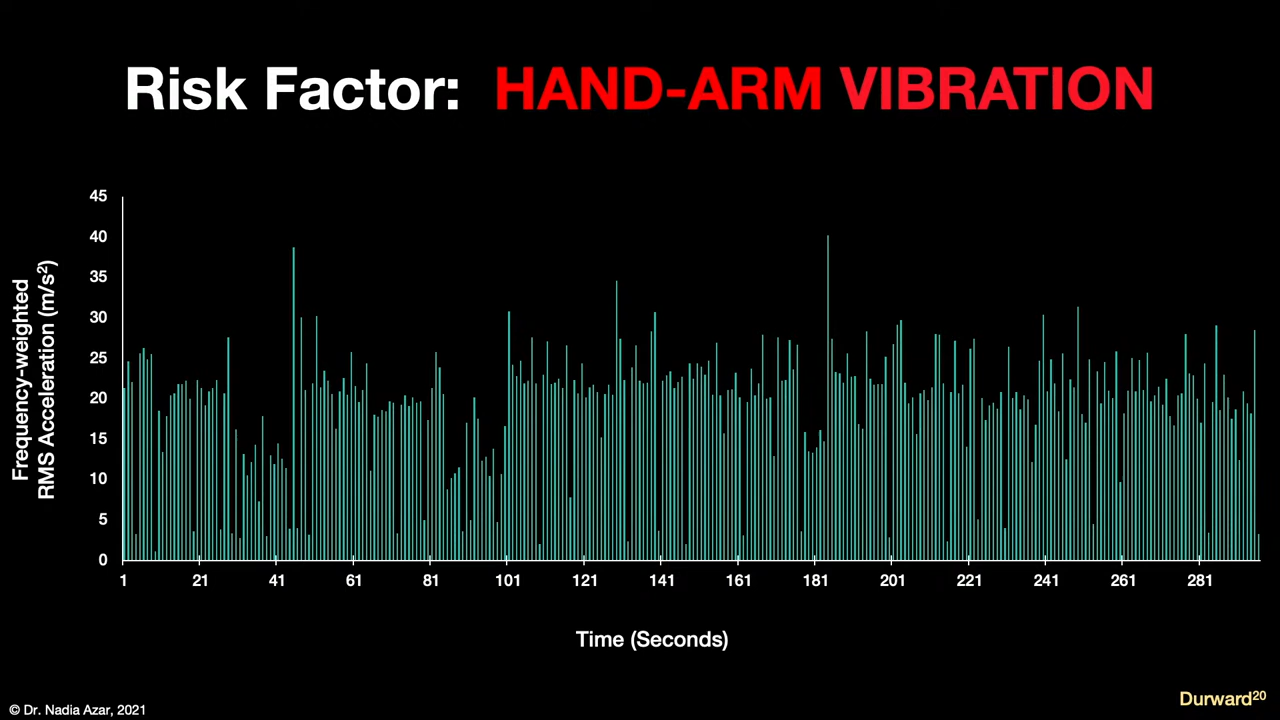 Risk Factor: HAND-ARM VIBRATION
Frequency-weighted
RMS Acceleration (m/s²)
45
40
35
30
25
20
15
10
5
0
1 21 41 61 81 101 121 141 161 181 201 221 241 261 281
Time (Seconds)
© Dr. Nadia Azar, 2021
Durward²⁰